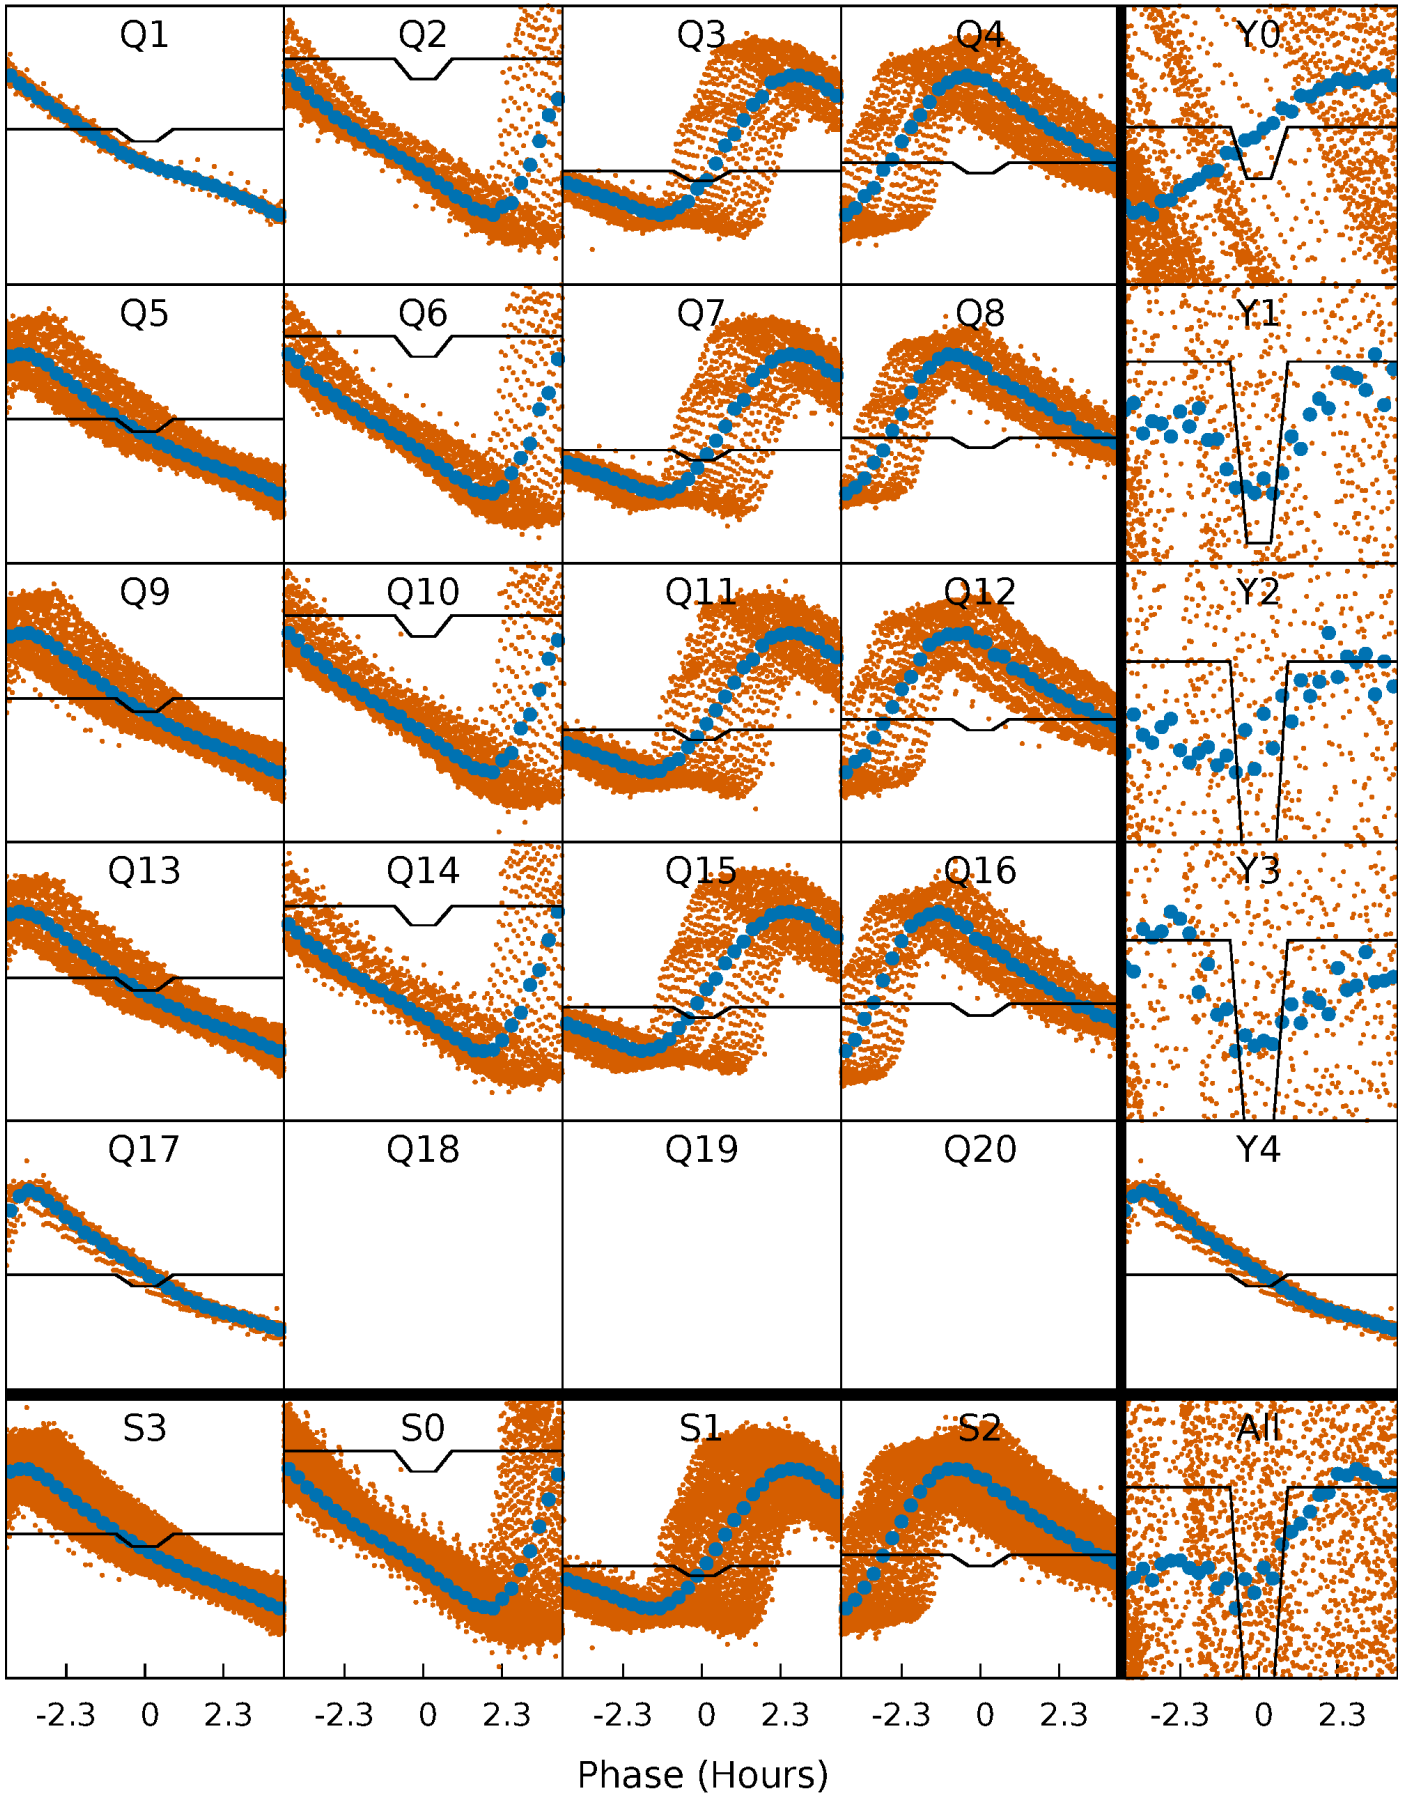 Q1 Q2 Q3 Q4 Y0
Q5 Q6 Q7 Q8 Y1
Q9 Q10 Q11 Q12 Y2
Q13 Q14 Q15 Q16 Y3
Q17 Q18 Q19 Q20 Y4
S3 S0 S1 S2 All
-2.3 0 2.3 -2.3 0 2.3 -2.3 0 2.3 -2.3 0 2.3 -2.3 0 2.3
Phase (Hours)